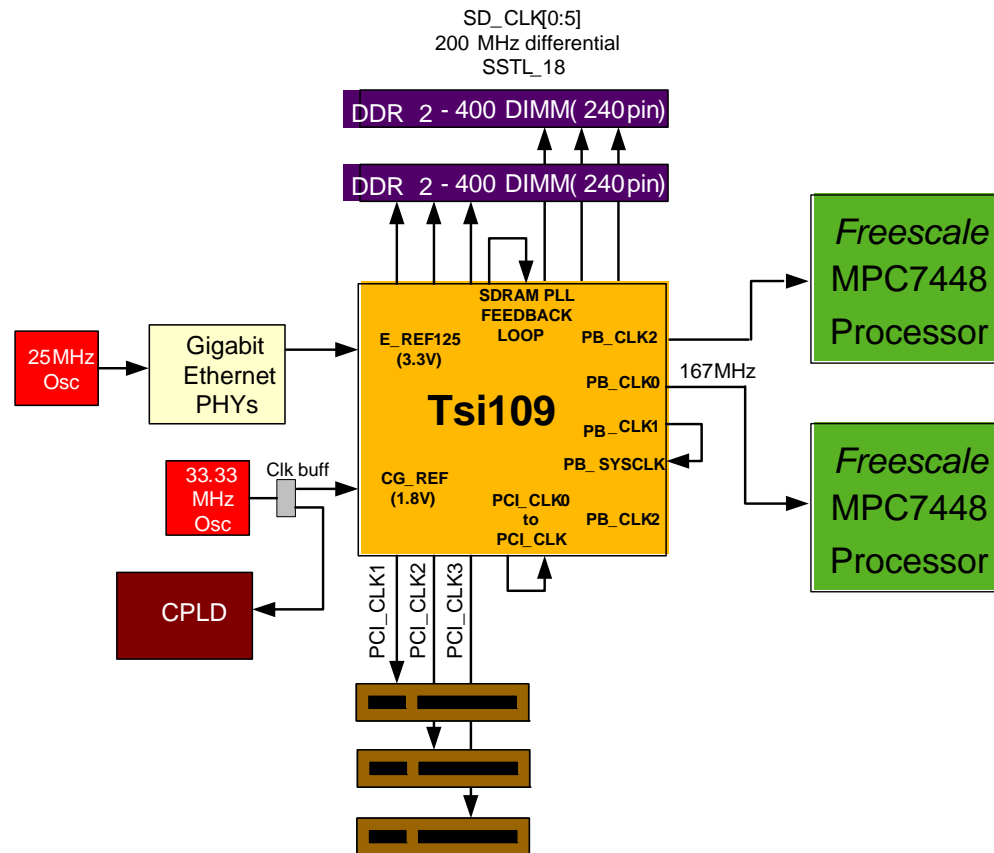 SD_CLK[0:5]
200 MHz differential
SSTL_18
DDR 2 - 400 DIMM( 240pin)
DDR 2 - 400 DIMM( 240pin)
SDRAM PLL
FEEDBACK
LOOP
E_REF125
(3.3V)
PB_CLK2
Freescale
MPC7448
Processor
25MHz
Osc
Gigabit
Ethernet
PHYs
167MHz
PB_CLK0
Tsi109
PB_CLK1
PB_SYSCLK
Freescale
MPC7448
Processor
33.33
MHz
Osc
Clk buff
CG_REF
(1.8V)
PCI_CLK0
to
PCI_CLK
PB_CLK2
CPLD
PCI_CLK1
PCI_CLK2
PCI_CLK3